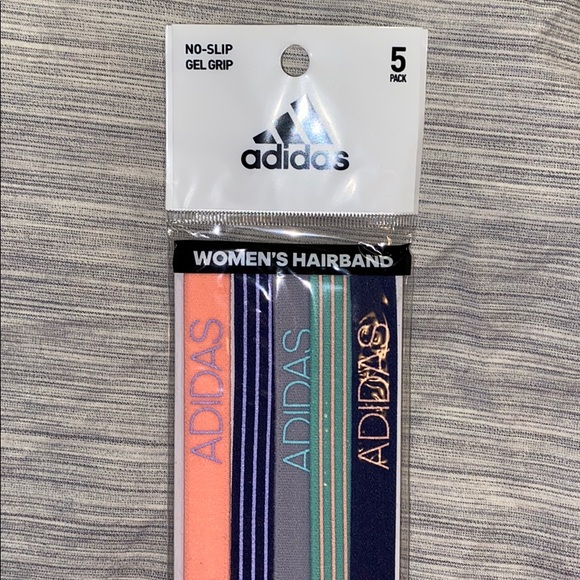 NO-SLIP
GEL GRIP
5
PACK
adidas
WOMEN'S HAIRBAND
ADIDAS
ADIDAS
ADIDAS